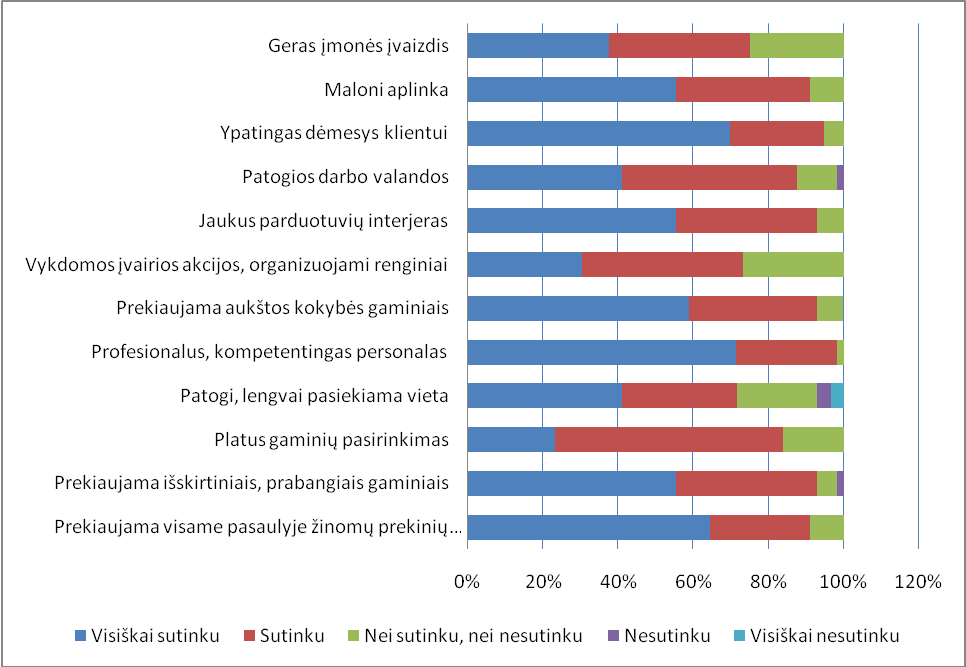 Geras įmonės įvaizdis
Maloni aplinka
Ypatingas dėmesys klientui
Patogios darbo valandos
Jaukus parduotuvių interjeras
Vykdomos įvairios akcijos, organizuojami renginiai
Prekiaujama aukštos kokybės gaminiais
Profesionalus, kompetentingas personalas
Patogi, lengvai pasiekiama vieta
Platus gaminių pasirinkimas
Prekiaujama išskirtiniais, prabangiais gaminiais
Prekiaujama visame pasaulyje žinomų prekinių...
0% 20% 40% 60% 80% 100% 120%
Visiškai sutinku Sutinku Nei sutinku, nei nesutinku Nesutinku Visiškai nesutinku